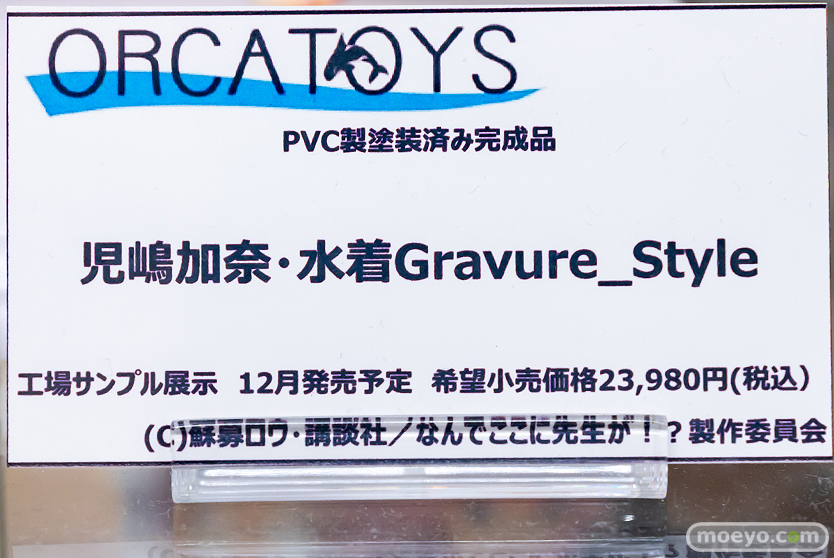 ORCATOYS
PVC製塗装済み完成品
児嶋加奈・水着Gravure_Style
工場サンプル展示 12月発売予定 希望小売価格23,980円(税込)
(C)蘇募ロウ・講談社／なんでここに先生が！？製作委員会
moeyo.com